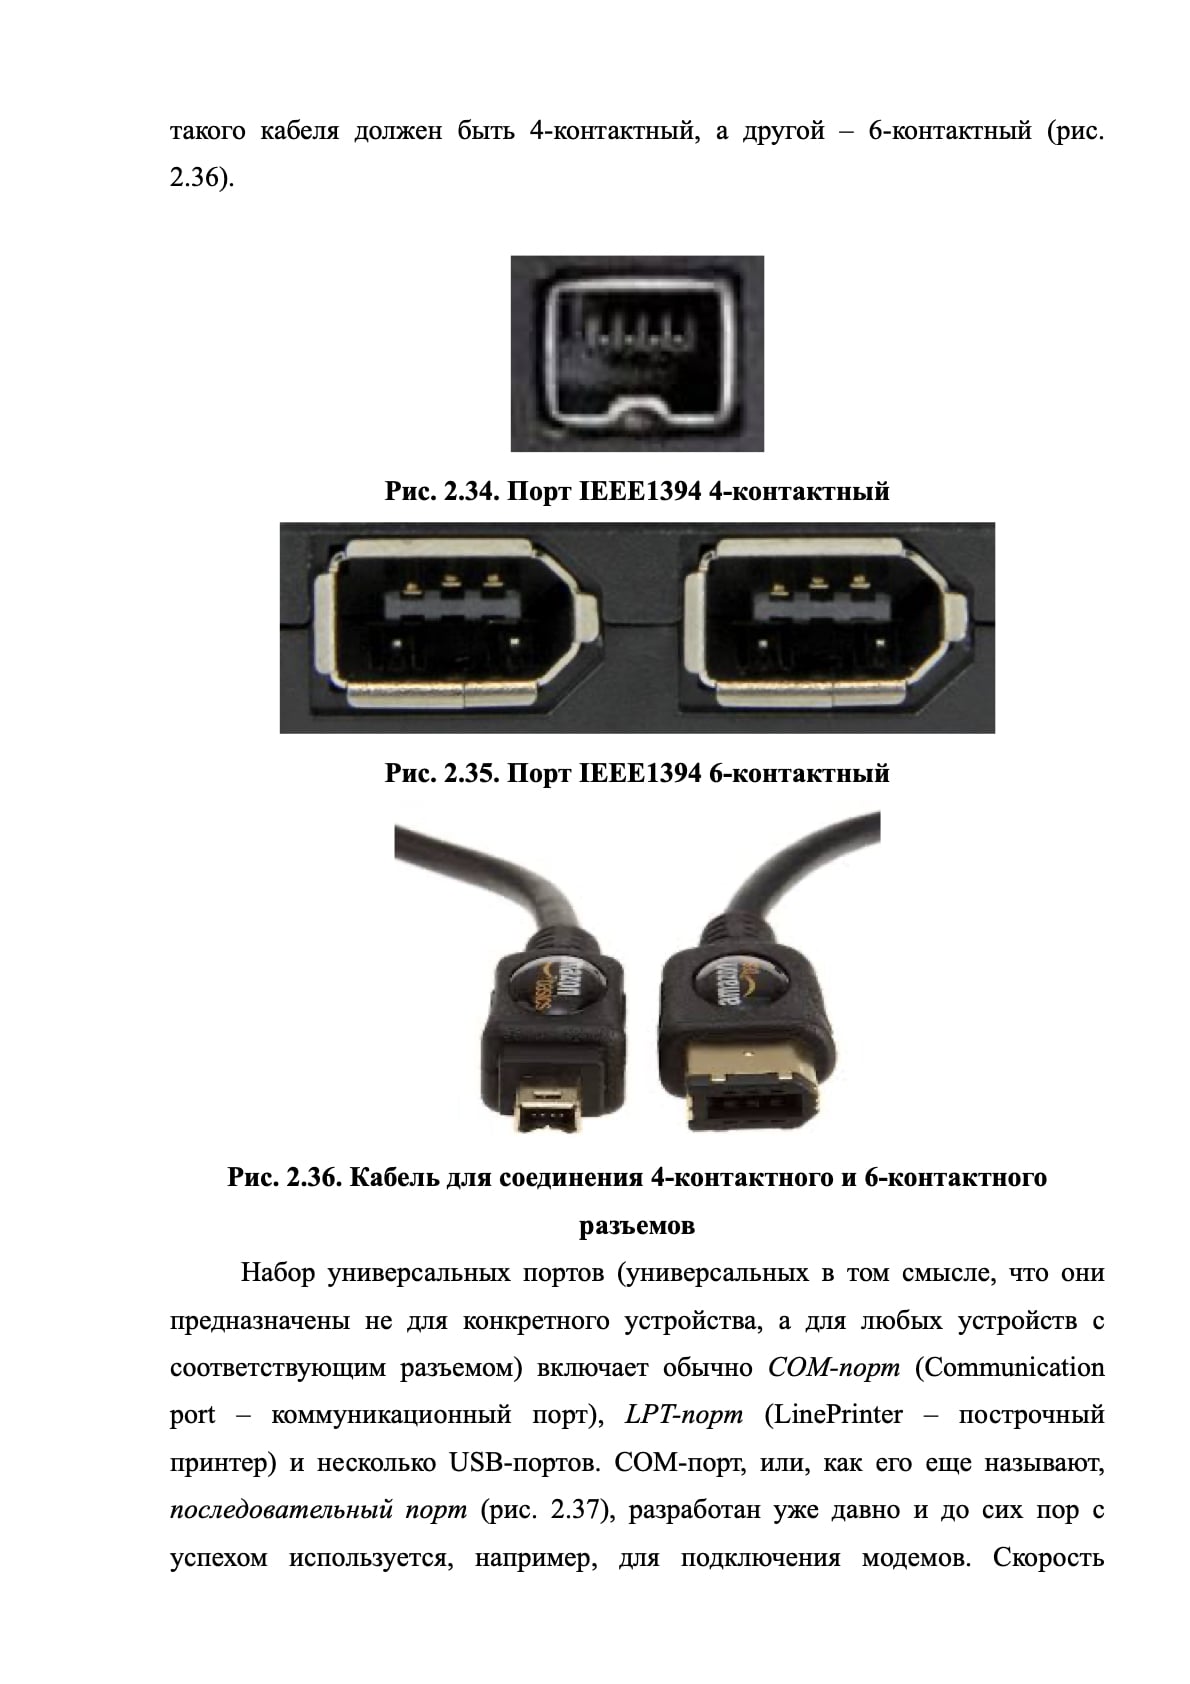 такого кабеля должен быть 4-контактный, а другой – 6-контактный (рис.
2.36).
Рис. 2.34. Порт IEEE1394 4-контактный
Рис. 2.35. Порт IEEE1394 6-контактный
amazon
basics
Рис. 2.36. Кабель для соединения 4-контактного и 6-контактного
разъемов
Набор универсальных портов (универсальных в том смысле, что они
предназначены не для конкретного устройства, а для любых устройств с
соответствующим разъемом) включает обычно COM-порт (Communication
port – коммуникационный порт), LPT-порт (LinePrinter – построчный
принтер) и несколько USB-портов. COM-порт, или, как его еще называют,
последовательный порт (рис. 2.37), разработан уже давно и до сих пор с
успехом используется, например, для подключения модемов. Скорость